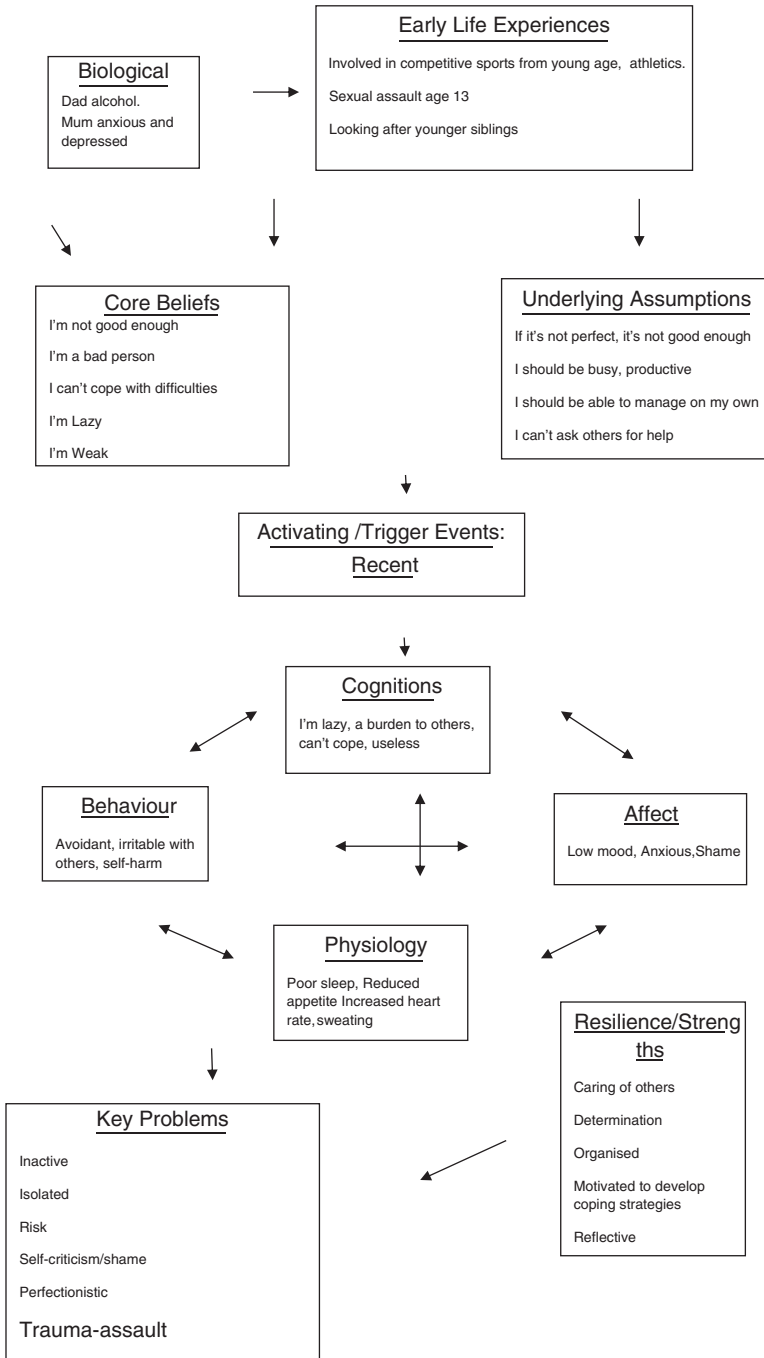 Biological
Dad alcohol.
Mum anxious and
depressed
Early Life Experiences
Involved in competitive sports from young age, athletics.
Sexual assault age 13
Looking after younger siblings
Core Beliefs
I'm not good enough
I'm a bad person
I can't cope with difficulties
I'm Lazy
I'm Weak
Underlying Assumptions
If it's not perfect, it's not good enough
I should be busy, productive
I should be able to manage on my own
I can't ask others for help
Activating /Trigger Events:
Recent
Cognitions
I'm lazy, a burden to others,
can't cope, useless
Behaviour
Avoidant, irritable with
others, self-harm
Affect
Low mood, Anxious,Shame
Physiology
Poor sleep, Reduced
appetite Increased heart
rate,sweating
Resilience/Streng
ths
Caring of others
Determination
Organised
Motivated to develop
coping strategies
Reflective
Key Problems
Inactive
Isolated
Risk
Self-criticism/shame
Perfectionistic
Trauma-assault